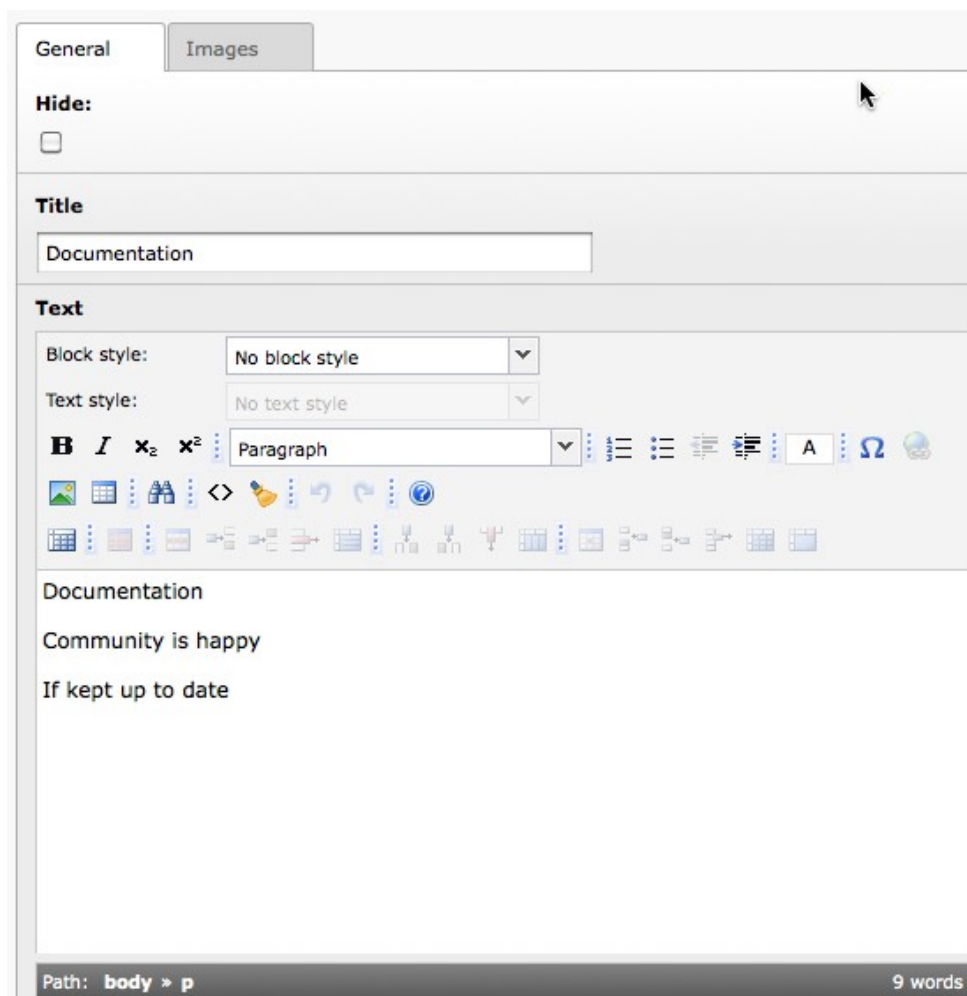 General Images
Hide:
Title
Documentation
Text
Block style: No block style
Text style: No text style
B I x₂ x² Paragraph A Ω
Documentation
Community is happy
If kept up to date
Path: body » p 9 words